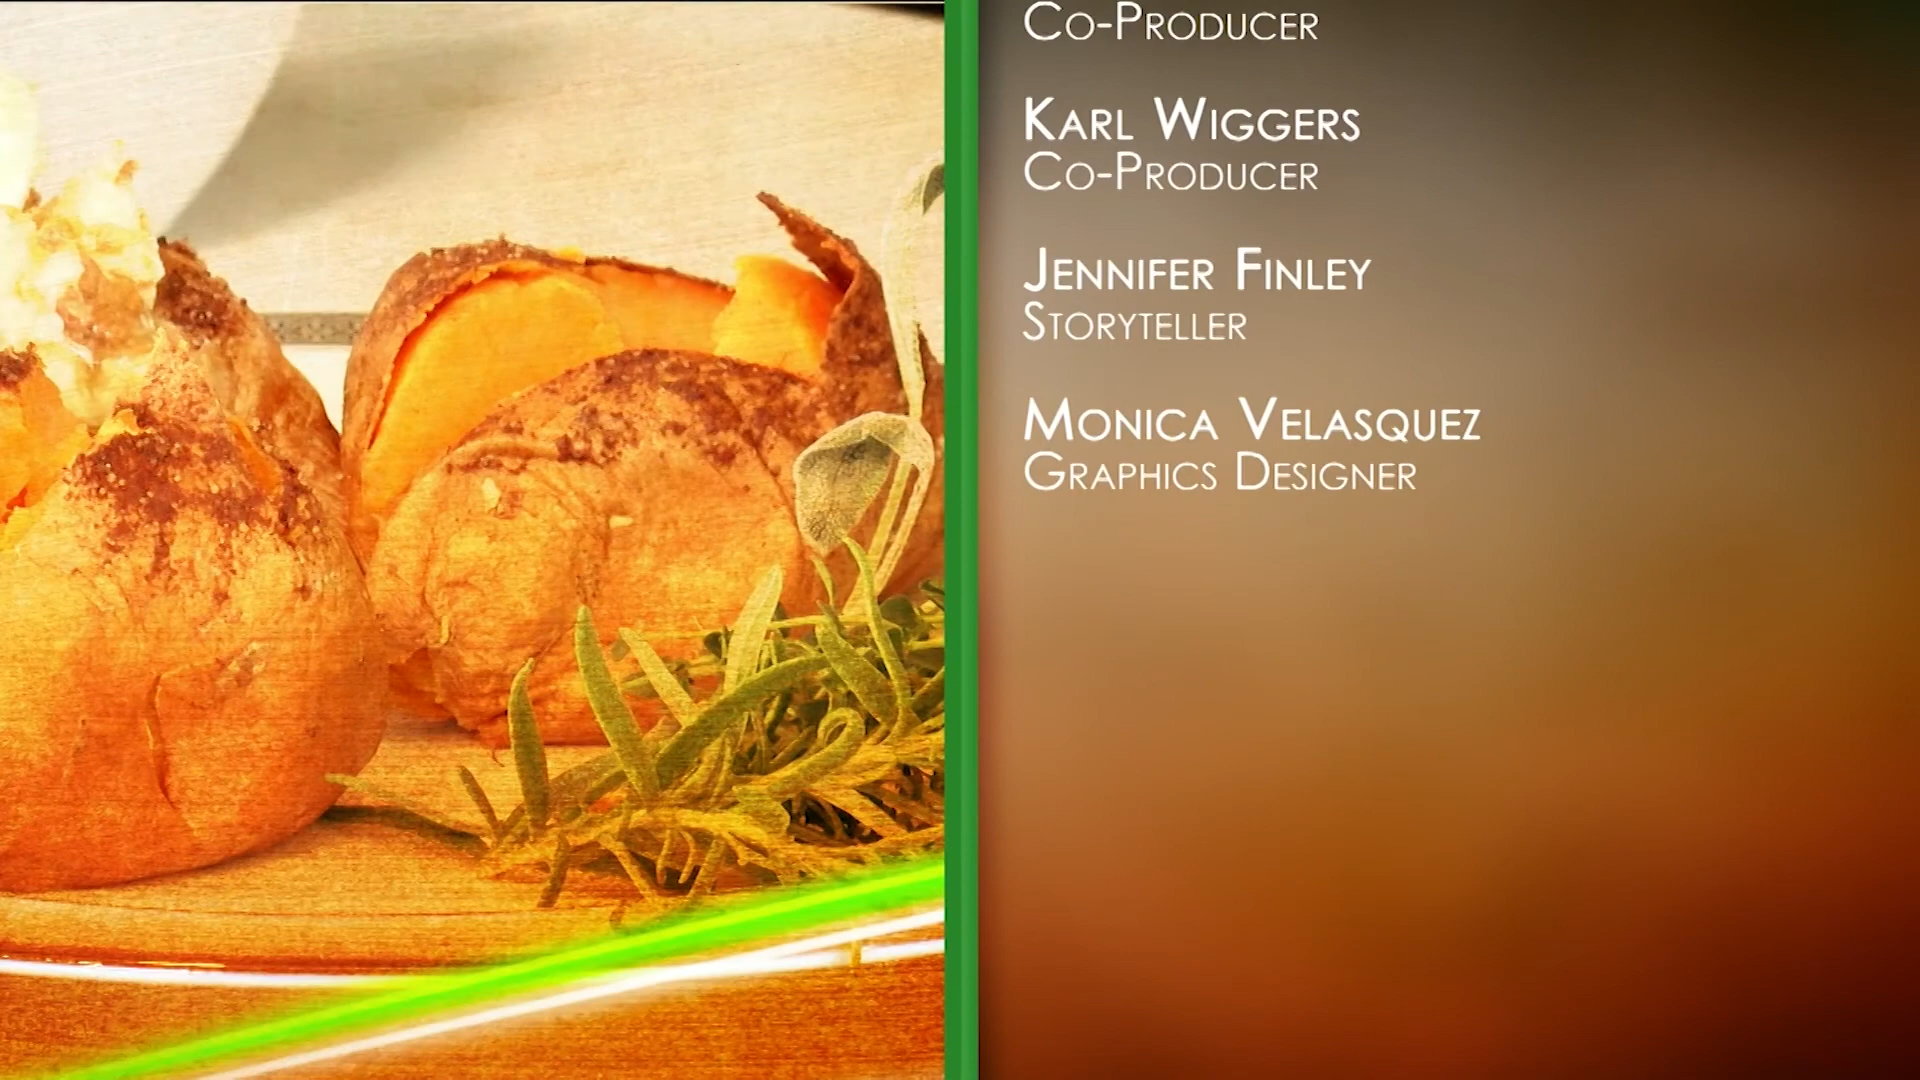 Co-Producer
Karl Wiggers
Co-Producer
Jennifer Finley
Storyteller
Monica Velasquez
Graphics Designer